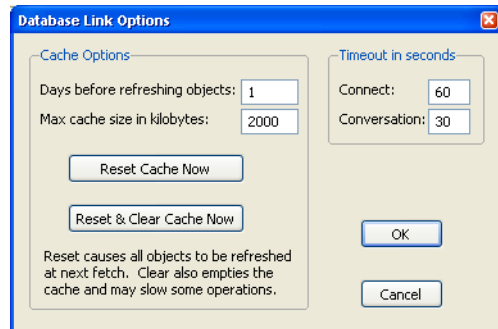 Database Link Options
Cache Options
Days before refreshing objects: 1
Max cache size in kilobytes: 2000
Reset Cache Now
Reset & Clear Cache Now
Reset causes all objects to be refreshed
at next fetch. Clear also empties the
cache and may slow some operations.
Timeout in seconds
Connect: 60
Conversation: 30
OK
Cancel